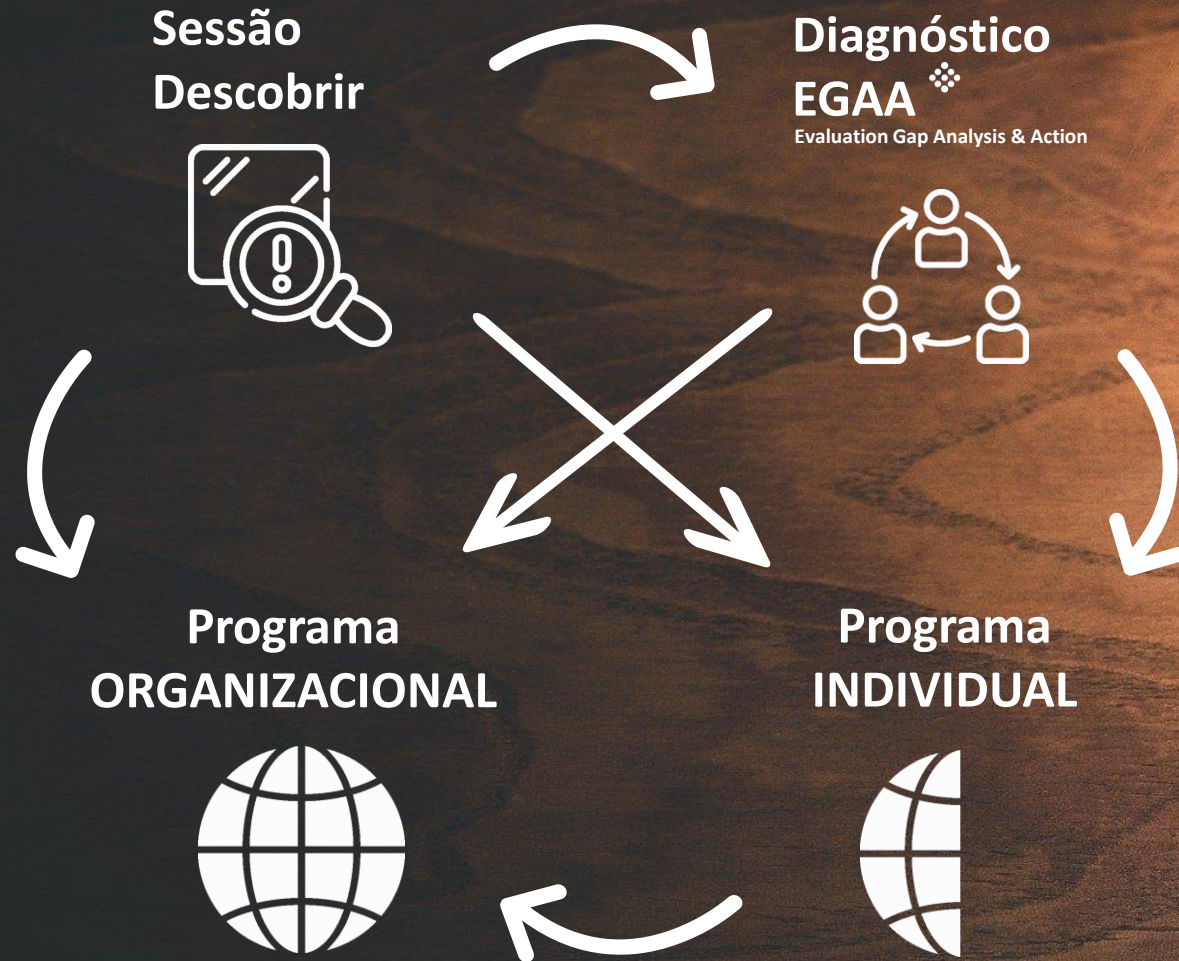 Sessão
Descobrir
Diagnóstico
EGAA
Evaluation Gap Analysis & Action
Programa
ORGANIZACIONAL
Programa
INDIVIDUAL